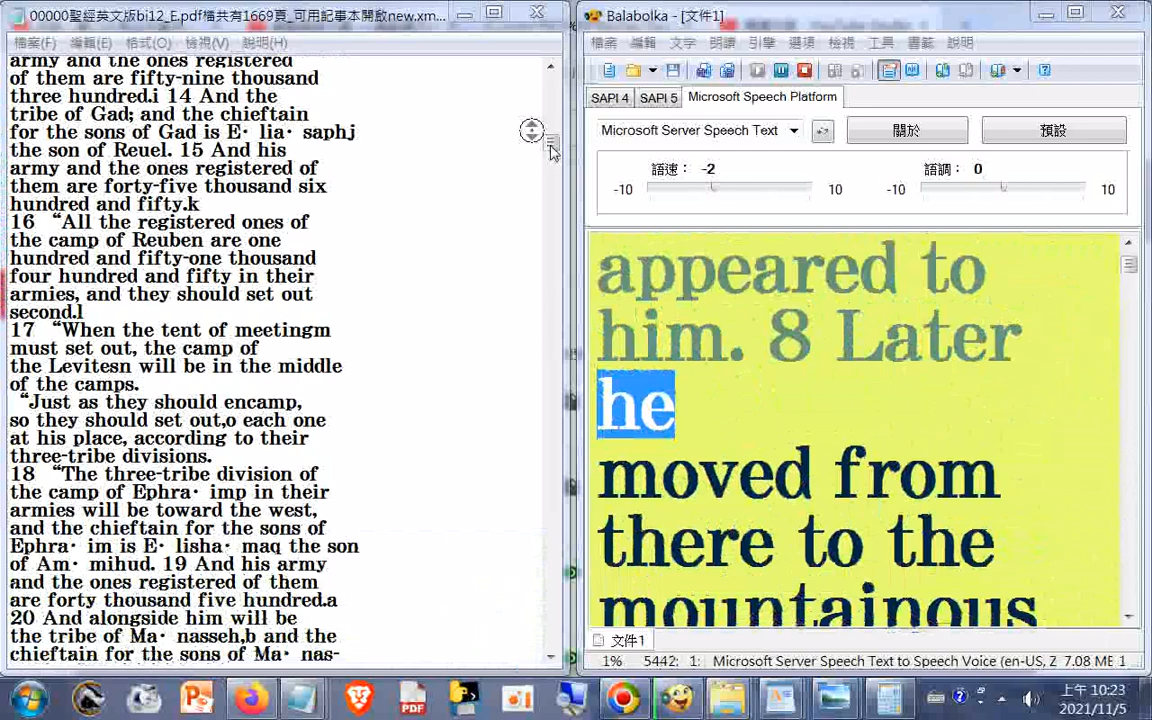 00000聖經英文版bi12_E.pdf檔共有1669頁_可用記事本開啟new.xm...
檔案(F) 編輯(E) 格式(O) 檢視(V) 說明(H)
army and the ones registered
of them are fifty-nine thousand
three hundred.i 14 And the
tribe of Gad; and the chieftain
for the sons of Gad is E· lia· saphj
the son of Reuel. 15 And his
army and the ones registered of
them are forty-five thousand six
hundred and fifty.k
16 “All the registered ones of
the camp of Reuben are one
hundred and fifty-one thousand
four hundred and fifty in their
armies, and they should set out
second.l
17 “When the tent of meetingm
must set out, the camp of
the Levitesn will be in the middle
of the camps.
“Just as they should encamp,
so they should set out,o each one
at his place, according to their
three-tribe divisions.
18 “The three-tribe division of
the camp of Ephra· imp in their
armies will be toward the west,
and the chieftain for the sons of
Ephra· im is E· lisha· maq the son
of Am· mihud. 19 And his army
and the ones registered of them
are forty thousand five hundred.a
20 And alongside him will be
the tribe of Ma· nasseh,b and the
chieftain for the sons of Ma· nas-
Balabolka - [文件1]
檔案 編輯 文字 朗讀 引擎 選項 檢視 工具 書籤 說明
SAPI 4 SAPI 5 Microsoft Speech Platform
Microsoft Server Speech Text 關於 預設
語速： -2 語調： 0
-10 10 -10 10
appeared to
him. 8 Later
he
moved from
there to the
mountainous
文件1
1% 5442: 1: Microsoft Server Speech Text to Speech Voice (en-US, Z 7.08 ME 1
PDF
上午 10:23
2021/11/5